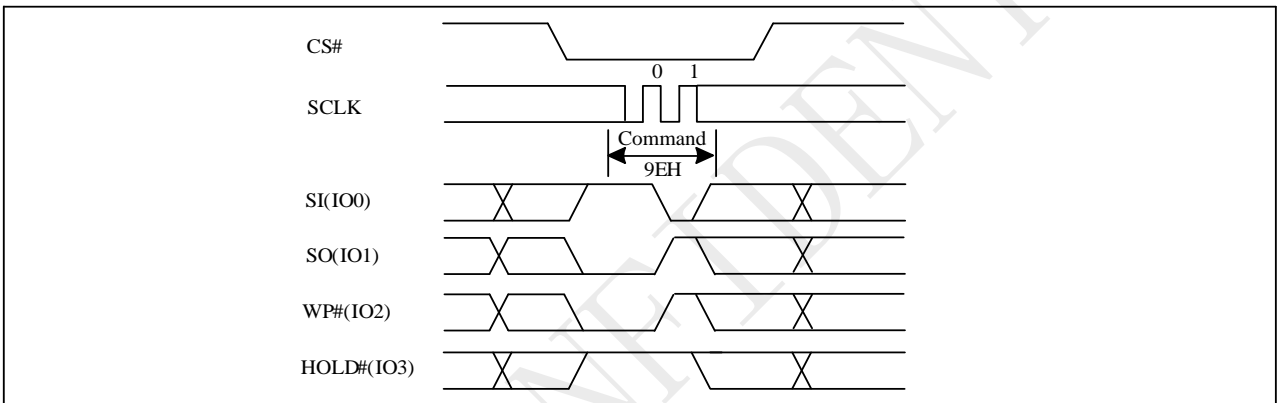 CS#
0 1
SCLK
Command
9EH
SI(IO0)
SO(IO1)
WP#(IO2)
HOLD#(IO3)